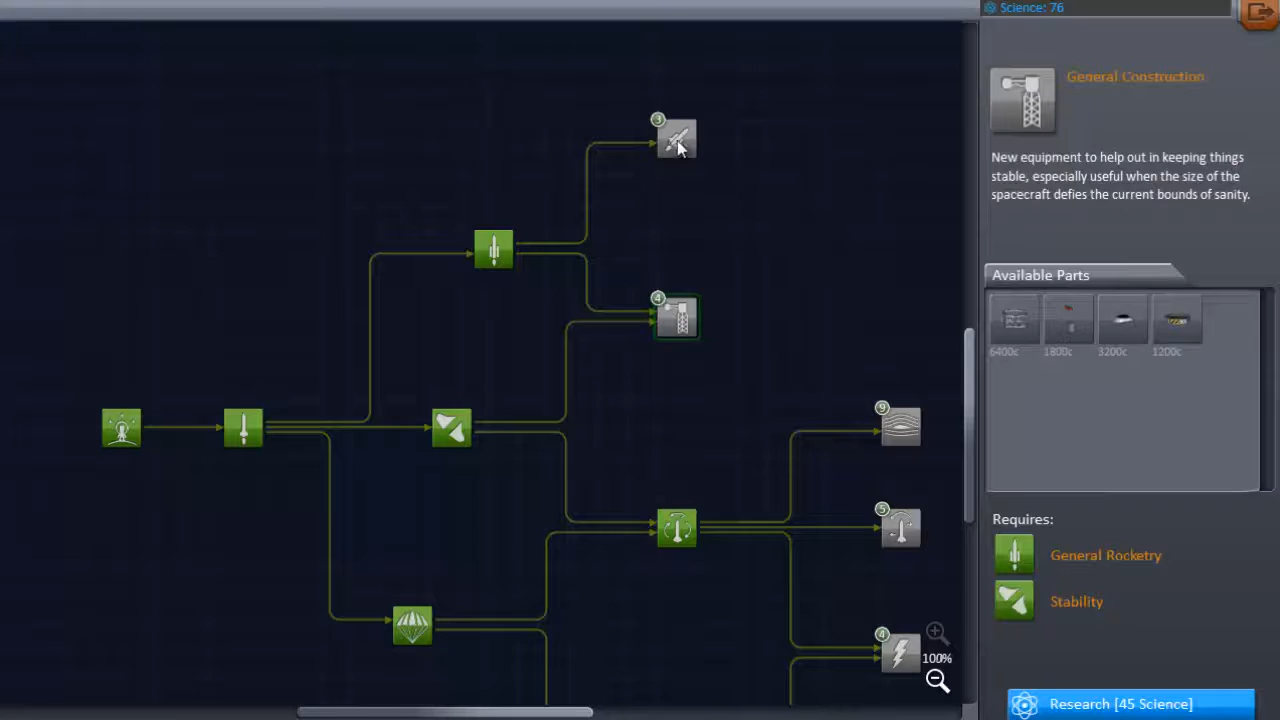 Science: 76
General Construction
New equipment to help out in keeping things
stable, especially useful when the size of the
spacecraft defies the current bounds of sanity.
Available Parts
6400c 1800c 3200c 1200c
Requires:
General Rocketry
Stability
Research [45 Science]
3
4
9
5
4
100%